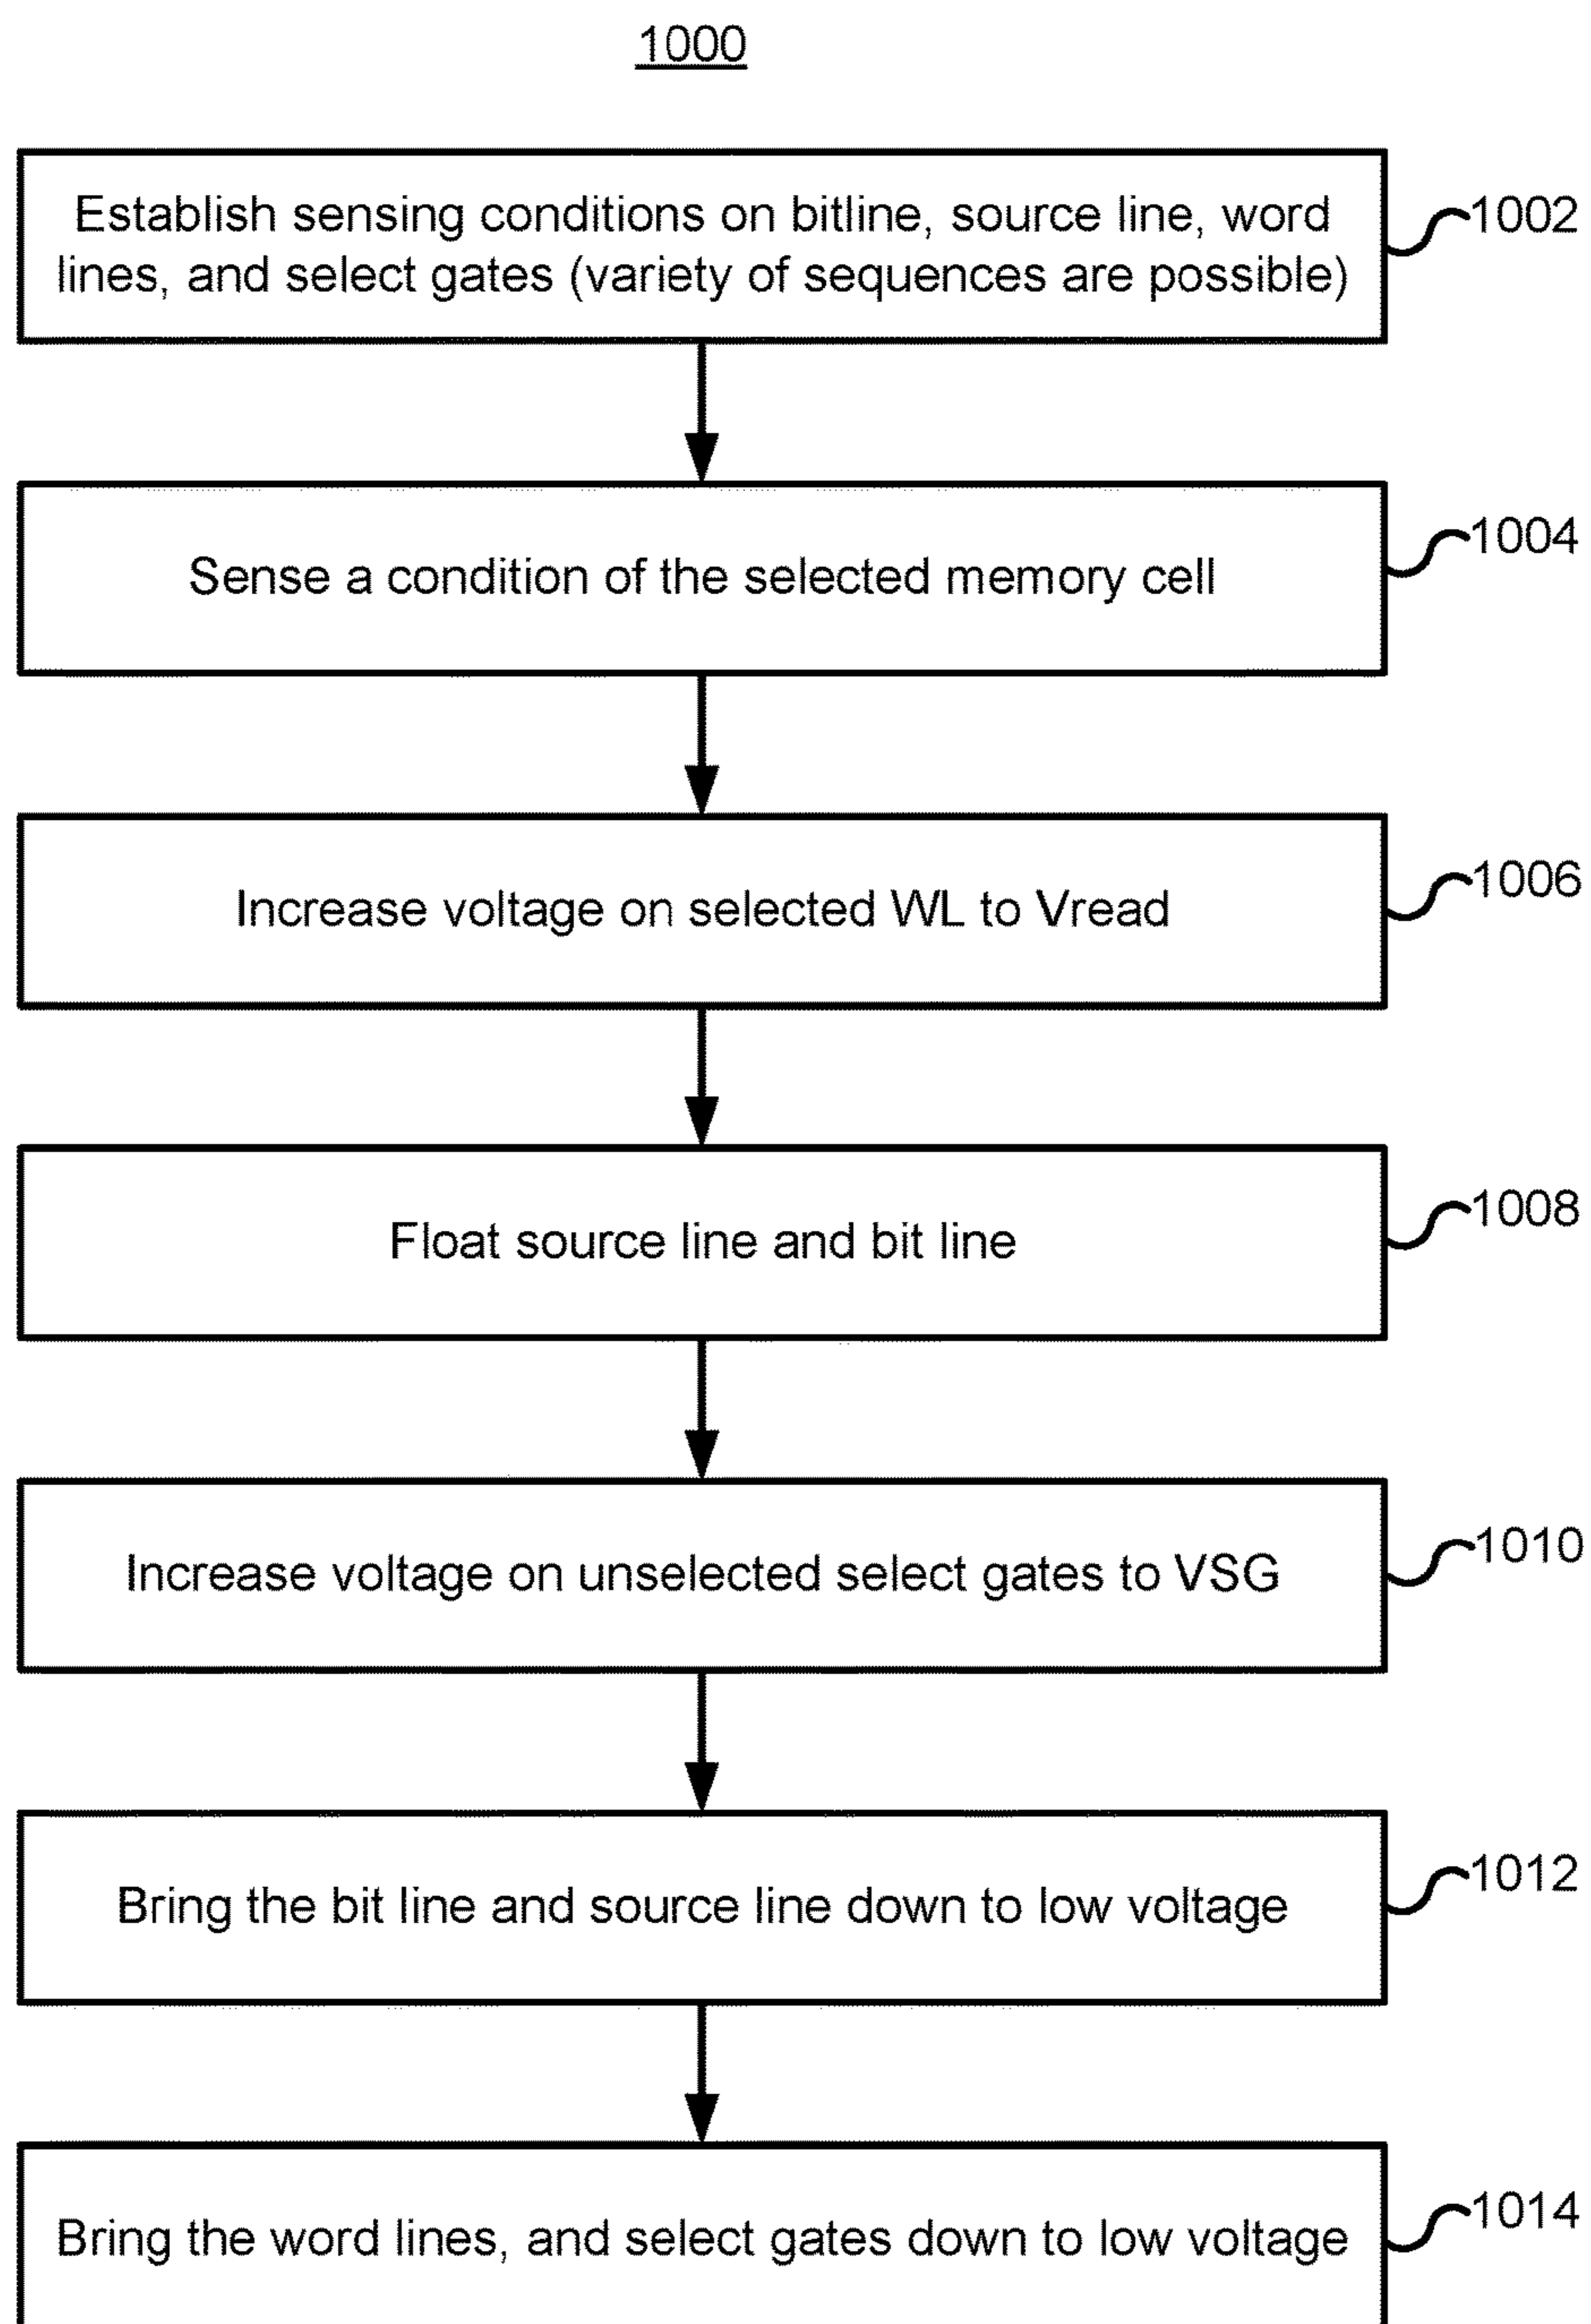 1000
Establish sensing conditions on bitline, source line, word
lines, and select gates (variety of sequences are possible)
1002
Sense a condition of the selected memory cell
1004
Increase voltage on selected WL to Vread
1006
Float source line and bit line
1008
Increase voltage on unselected select gates to VSG
1010
Bring the bit line and source line down to low voltage
1012
Bring the word lines, and select gates down to low voltage
1014